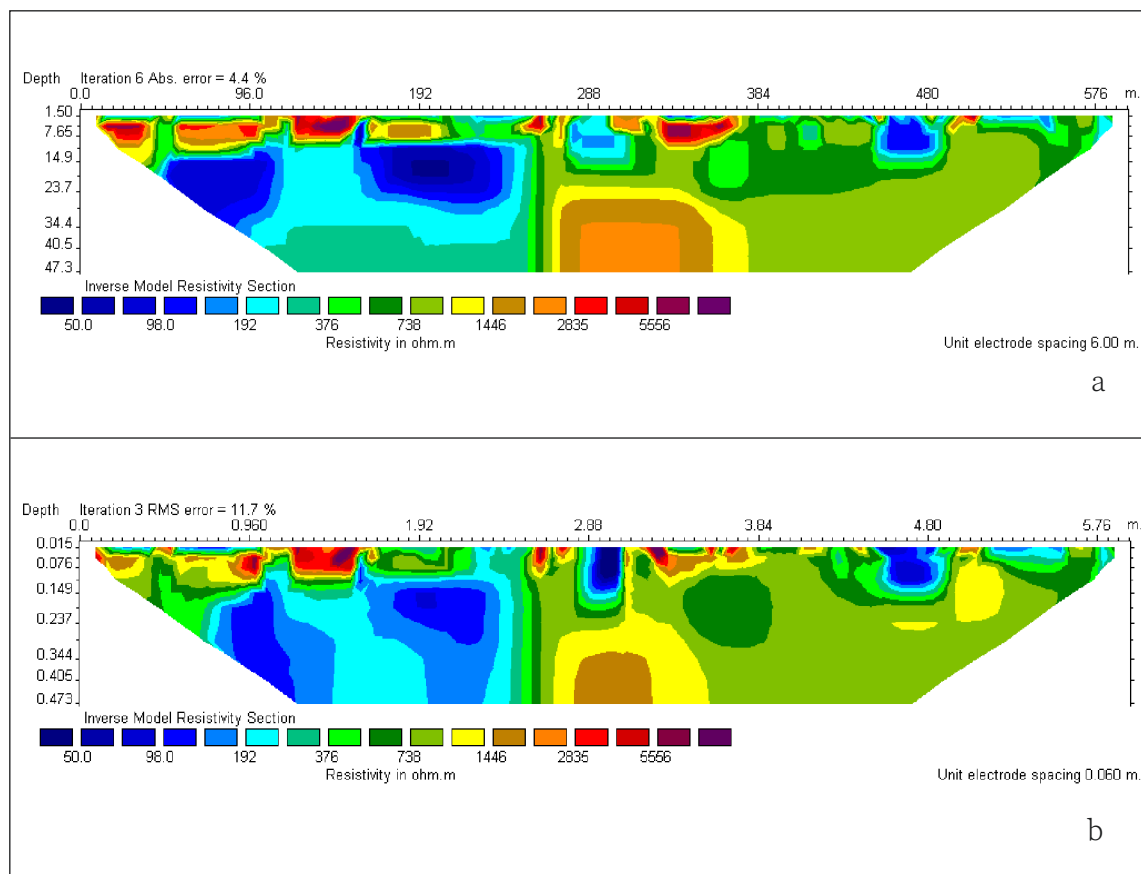 Depth Iteration 6 Abs. error = 4.4 %
0.0 96.0 192 288 384 480 576 m.
1.50
7.65
14.9
23.7
34.4
40.5
47.3
Inverse Model Resistivity Section
50.0 98.0 192 376 738 1446 2835 5556
Resistivity in ohm.m Unit electrode spacing 6.00 m.
a
Depth Iteration 3 RMS error = 11.7 %
0.0 0.960 1.92 2.88 3.84 4.80 5.76 m.
0.015
0.076
0.149
0.237
0.344
0.405
0.473
Inverse Model Resistivity Section
50.0 98.0 192 376 738 1446 2835 5556
Resistivity in ohm.m Unit electrode spacing 0.060 m.
b